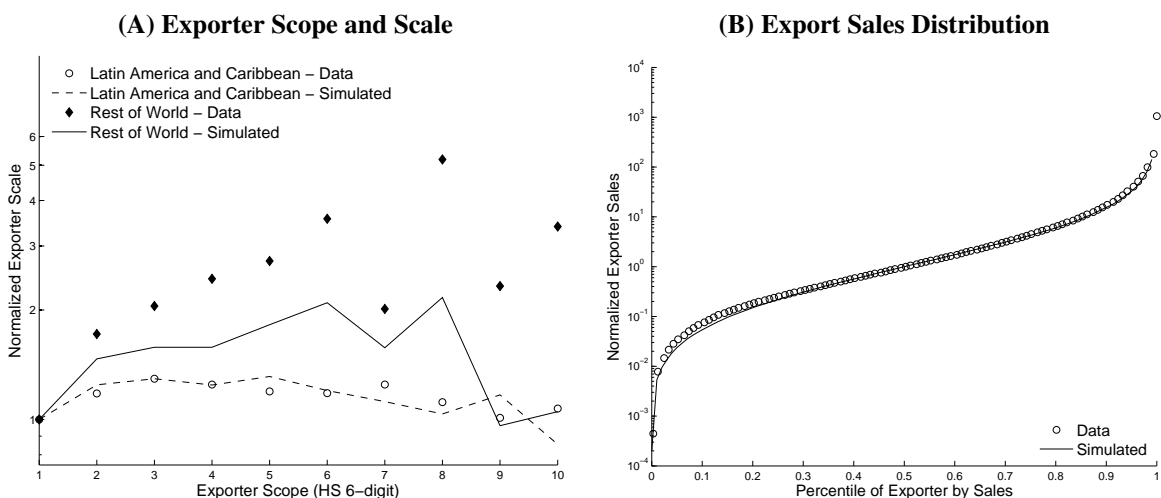 (A) Exporter Scope and Scale
Latin America and Caribbean − Data
Latin America and Caribbean − Simulated
Rest of World − Data
Rest of World − Simulated
Normalized Exporter Scale
6
5
4
3
2
1
1 2 3 4 5 6 7 8 9 10
Exporter Scope (HS 6−digit)
(B) Export Sales Distribution
Normalized Exporter Sales
10^4
10^3
10^2
10^1
10^0
10^−1
10^−2
10^−3
10^−4
Data
Simulated
0 0.1 0.2 0.3 0.4 0.5 0.6 0.7 0.8 0.9 1
Percentile of Exporter by Sales